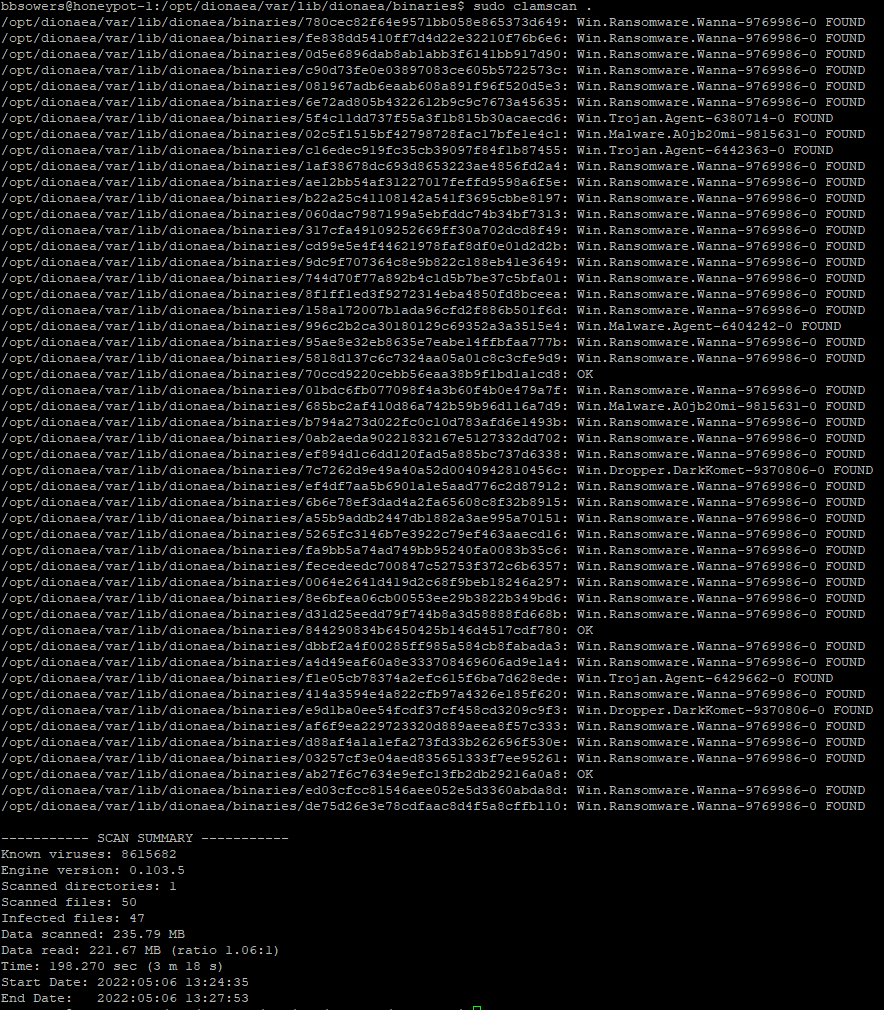 bbsowers@honeypot-1:/opt/dionaea/var/lib/dionaea/binaries$ sudo clamscan .
/opt/dionaea/var/lib/dionaea/binaries/780cec82f64e9571bb058e865373d649: Win.Ransomware.Wanna-9769986-0 FOUND
/opt/dionaea/var/lib/dionaea/binaries/fe838dd5410ff7d4d22e32210f76b6e6: Win.Ransomware.Wanna-9769986-0 FOUND
/opt/dionaea/var/lib/dionaea/binaries/0d5e6896dab8ab1abb3f6141bb917d90: Win.Ransomware.Wanna-9769986-0 FOUND
/opt/dionaea/var/lib/dionaea/binaries/c90d73fe0e03897083ce605b5722573c: Win.Ransomware.Wanna-9769986-0 FOUND
/opt/dionaea/var/lib/dionaea/binaries/081967adb6eaab608a891f96f520d5e3: Win.Ransomware.Wanna-9769986-0 FOUND
/opt/dionaea/var/lib/dionaea/binaries/6e72ad805b4322612b9c9c7673a45635: Win.Ransomware.Wanna-9769986-0 FOUND
/opt/dionaea/var/lib/dionaea/binaries/5f4c11dd737f55a3f1b815b30acaecd6: Win.Trojan.Agent-6380714-0 FOUND
/opt/dionaea/var/lib/dionaea/binaries/02c5f1515bf42798728fac17bfe1e4c1: Win.Malware.A0jb20mi-9815631-0 FOUND
/opt/dionaea/var/lib/dionaea/binaries/c16edec919fc35cb39097f84f1b87455: Win.Trojan.Agent-6442363-0 FOUND
/opt/dionaea/var/lib/dionaea/binaries/1af38678dc693d8653223ae4856fd2a4: Win.Ransomware.Wanna-9769986-0 FOUND
/opt/dionaea/var/lib/dionaea/binaries/ae12bb54af31227017feffd9598a6f5e: Win.Ransomware.Wanna-9769986-0 FOUND
/opt/dionaea/var/lib/dionaea/binaries/b22a25c41108142a541f3695cbbe8197: Win.Ransomware.Wanna-9769986-0 FOUND
/opt/dionaea/var/lib/dionaea/binaries/060dac7987199a5ebfddc74b34bf7313: Win.Ransomware.Wanna-9769986-0 FOUND
/opt/dionaea/var/lib/dionaea/binaries/317cfa49109252669ff30a702dcd8f49: Win.Ransomware.Wanna-9769986-0 FOUND
/opt/dionaea/var/lib/dionaea/binaries/cd99e5e4f44621978faf8df0e01d2d2b: Win.Ransomware.Wanna-9769986-0 FOUND
/opt/dionaea/var/lib/dionaea/binaries/9dc9f707364c8e9b822c188eb41e3649: Win.Ransomware.Wanna-9769986-0 FOUND
/opt/dionaea/var/lib/dionaea/binaries/744d70f77a892b4c1d5b7be37c5bfa01: Win.Ransomware.Wanna-9769986-0 FOUND
/opt/dionaea/var/lib/dionaea/binaries/8f1ff1ed3f9272314eba4850fd8bceea: Win.Ransomware.Wanna-9769986-0 FOUND
/opt/dionaea/var/lib/dionaea/binaries/158a172007b1ada96cfd2f886b501f6d: Win.Ransomware.Wanna-9769986-0 FOUND
/opt/dionaea/var/lib/dionaea/binaries/996c2b2ca30180129c69352a3a3515e4: Win.Malware.Agent-6404242-0 FOUND
/opt/dionaea/var/lib/dionaea/binaries/95ae8e32eb8635e7eabe14ffbfaa777b: Win.Ransomware.Wanna-9769986-0 FOUND
/opt/dionaea/var/lib/dionaea/binaries/5818d137c6c7324aa05a01c8c3cfe9d9: Win.Ransomware.Wanna-9769986-0 FOUND
/opt/dionaea/var/lib/dionaea/binaries/70ccd9220cebb56eaa38b9f1bd1a1cd8: OK
/opt/dionaea/var/lib/dionaea/binaries/01bdc6fb077098f4a3b60f4b0e479a7f: Win.Ransomware.Wanna-9769986-0 FOUND
/opt/dionaea/var/lib/dionaea/binaries/685bc2af410d86a742b59b96d116a7d9: Win.Malware.A0jb20mi-9815631-0 FOUND
/opt/dionaea/var/lib/dionaea/binaries/b794a273d022fc0c10d783afd6e1493b: Win.Ransomware.Wanna-9769986-0 FOUND
/opt/dionaea/var/lib/dionaea/binaries/0ab2aeda90221832167e5127332dd702: Win.Ransomware.Wanna-9769986-0 FOUND
/opt/dionaea/var/lib/dionaea/binaries/ef894d1c6dd120fad5a885bc737d6338: Win.Ransomware.Wanna-9769986-0 FOUND
/opt/dionaea/var/lib/dionaea/binaries/7c7262d9e49a40a52d0040942810456c: Win.Dropper.DarkKomet-9370806-0 FOUND
/opt/dionaea/var/lib/dionaea/binaries/ef4df7aa5b6901a1e5aad776c2d87912: Win.Ransomware.Wanna-9769986-0 FOUND
/opt/dionaea/var/lib/dionaea/binaries/6b6e78ef3dad4a2fa65608c8f32b8915: Win.Ransomware.Wanna-9769986-0 FOUND
/opt/dionaea/var/lib/dionaea/binaries/a55b9addb2447db1882a3ae995a70151: Win.Ransomware.Wanna-9769986-0 FOUND
/opt/dionaea/var/lib/dionaea/binaries/5265fc3146b7e3922c79ef463aaecd16: Win.Ransomware.Wanna-9769986-0 FOUND
/opt/dionaea/var/lib/dionaea/binaries/fa9bb5a74ad749bb95240fa0083b35c6: Win.Ransomware.Wanna-9769986-0 FOUND
/opt/dionaea/var/lib/dionaea/binaries/fecedeedc700847c52753f372c6b6357: Win.Ransomware.Wanna-9769986-0 FOUND
/opt/dionaea/var/lib/dionaea/binaries/0064e2641d419d2c68f9beb18246a297: Win.Ransomware.Wanna-9769986-0 FOUND
/opt/dionaea/var/lib/dionaea/binaries/8e6bfea06cb00553ee29b3822b349bd6: Win.Ransomware.Wanna-9769986-0 FOUND
/opt/dionaea/var/lib/dionaea/binaries/d31d25eedd79f744b8a3d58888fd668b: Win.Ransomware.Wanna-9769986-0 FOUND
/opt/dionaea/var/lib/dionaea/binaries/844290834b6450425b146d4517cdf780: OK
/opt/dionaea/var/lib/dionaea/binaries/dbbf2a4f00285ff985a584cb8fabada3: Win.Ransomware.Wanna-9769986-0 FOUND
/opt/dionaea/var/lib/dionaea/binaries/a4d49eaf60a8e333708469606ad9e1a4: Win.Ransomware.Wanna-9769986-0 FOUND
/opt/dionaea/var/lib/dionaea/binaries/f1e05cb78374a2efc615f6ba7d628ede: Win.Trojan.Agent-6429662-0 FOUND
/opt/dionaea/var/lib/dionaea/binaries/414a3594e4a822cfb97a4326e185f620: Win.Ransomware.Wanna-9769986-0 FOUND
/opt/dionaea/var/lib/dionaea/binaries/e9d1ba0ee54fcdf37cf458cd3209c9f3: Win.Dropper.DarkKomet-9370806-0 FOUND
/opt/dionaea/var/lib/dionaea/binaries/af6f9ea229723320d889aeea8f57c333: Win.Ransomware.Wanna-9769986-0 FOUND
/opt/dionaea/var/lib/dionaea/binaries/d88af4a1a1efa273fd33b262696f530e: Win.Ransomware.Wanna-9769986-0 FOUND
/opt/dionaea/var/lib/dionaea/binaries/03257cf3e04aed835651333f7ee95261: Win.Ransomware.Wanna-9769986-0 FOUND
/opt/dionaea/var/lib/dionaea/binaries/ab27f6c7634e9efc13fb2db29216a0a8: OK
/opt/dionaea/var/lib/dionaea/binaries/ed03cfcc81546aee052e5d3360abda8d: Win.Ransomware.Wanna-9769986-0 FOUND
/opt/dionaea/var/lib/dionaea/binaries/de75d26e3e78cdfaac8d4f5a8cffb110: Win.Ransomware.Wanna-9769986-0 FOUND

----------- SCAN SUMMARY -----------
Known viruses: 8615682
Engine version: 0.103.5
Scanned directories: 1
Scanned files: 50
Infected files: 47
Data scanned: 235.79 MB
Data read: 221.67 MB (ratio 1.06:1)
Time: 198.270 sec (3 m 18 s)
Start Date: 2022:05:06 13:24:35
End Date:   2022:05:06 13:27:53